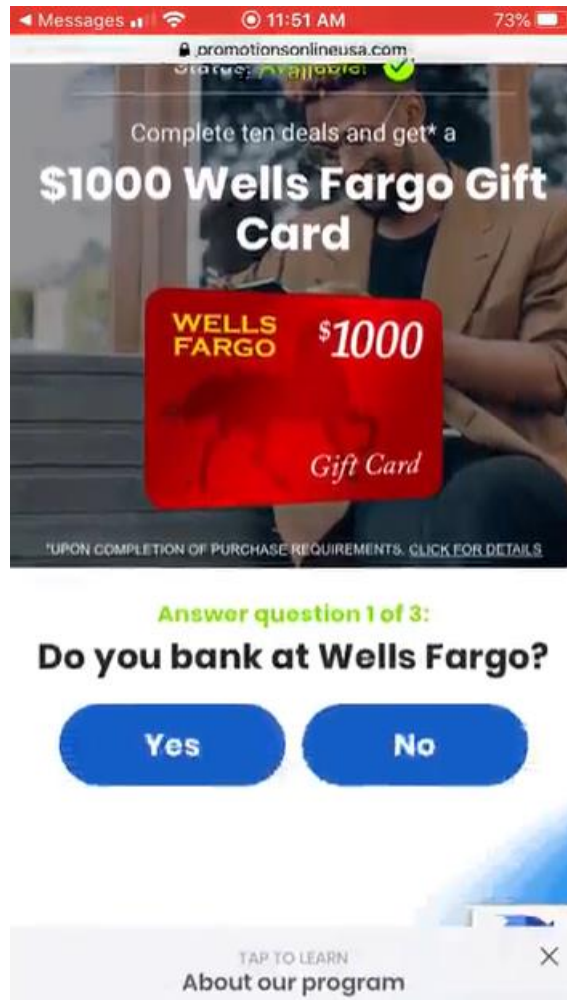 ◀ Messages 11:51 AM 73%
promotionsonlineusa.com
Status: Available!
Complete ten deals and get* a
$1000 Wells Fargo Gift
Card
WELLS
FARGO
$1000
Gift Card
*UPON COMPLETION OF PURCHASE REQUIREMENTS. CLICK FOR DETAILS
Answer question 1 of 3:
Do you bank at Wells Fargo?
Yes No
TAP TO LEARN
About our program